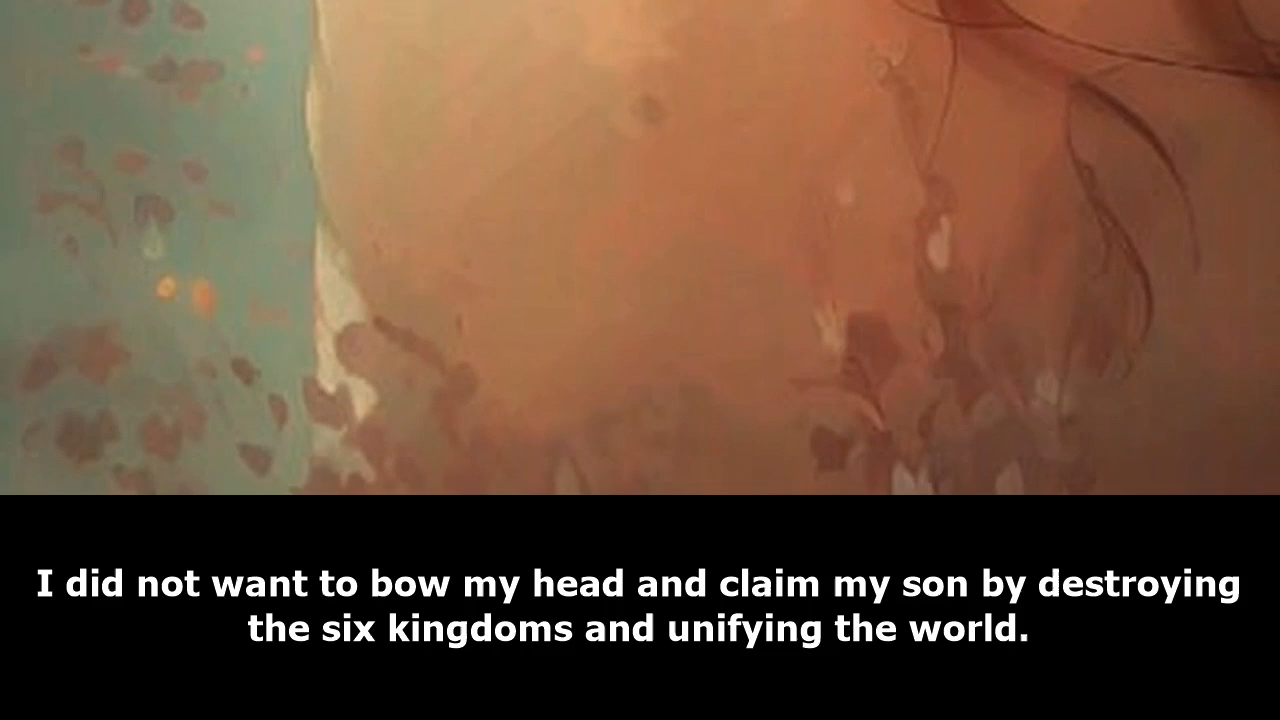 I did not want to bow my head and claim my son by destroying
the six kingdoms and unifying the world.